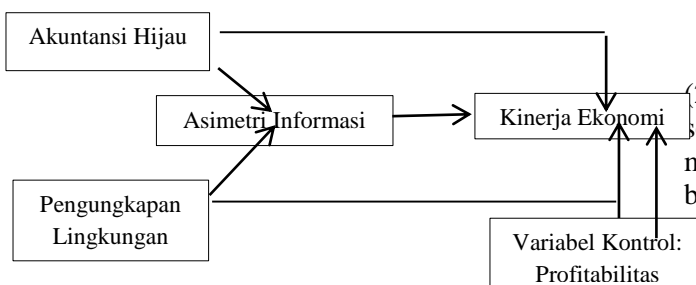 Akuntansi Hijau
Asimetri Informasi
Kinerja Ekonomi
Pengungkapan
Lingkungan
Variabel Kontrol:
Profitabilitas